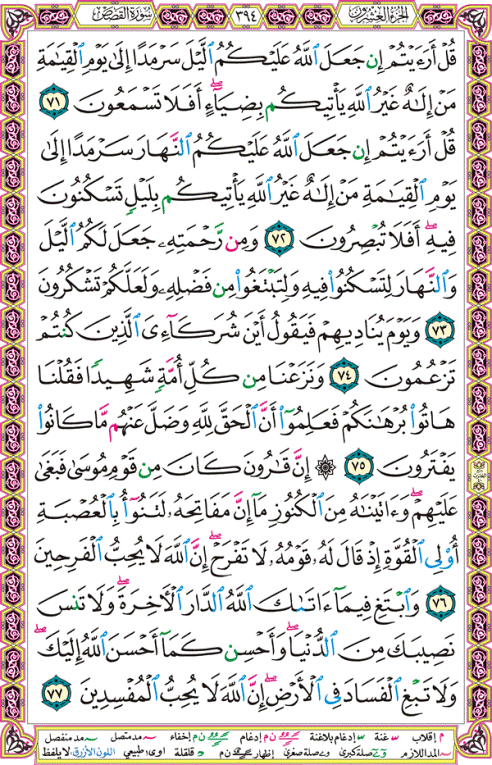 الجزء العشرون ٣٩٤ سورة القصص
قُلْ أَرَءَيْتُمْ إِن جَعَلَ ٱللَّهُ عَلَيْكُمُ ٱلَّيْلَ سَرْمَدًا إِلَىٰ يَوْمِ ٱلْقِيَٰمَةِ
مَنْ إِلَٰهٌ غَيْرُ ٱللَّهِ يَأْتِيكُم بِضِيَآءٍ ۖ أَفَلَا تَسْمَعُونَ ٧١
قُلْ أَرَءَيْتُمْ إِن جَعَلَ ٱللَّهُ عَلَيْكُمُ ٱلنَّهَارَ سَرْمَدًا إِلَىٰ
يَوْمِ ٱلْقِيَٰمَةِ مَنْ إِلَٰهٌ غَيْرُ ٱللَّهِ يَأْتِيكُم بِلَيْلٍ تَسْكُنُونَ
فِيهِ ۖ أَفَلَا تُبْصِرُونَ ٧٢ وَمِن رَّحْمَتِهِۦ جَعَلَ لَكُمُ ٱلَّيْلَ
وَٱلنَّهَارَ لِتَسْكُنُوا۟ فِيهِ وَلِتَبْتَغُوا۟ مِن فَضْلِهِۦ وَلَعَلَّكُمْ تَشْكُرُونَ
٧٣ وَيَوْمَ يُنَادِيهِمْ فَيَقُولُ أَيْنَ شُرَكَآءِىَ ٱلَّذِينَ كُنتُمْ
تَزْعُمُونَ ٧٤ وَنَزَعْنَا مِن كُلِّ أُمَّةٍ شَهِيدًا فَقُلْنَا
هَاتُوا۟ بُرْهَٰنَكُمْ فَعَلِمُوٓا۟ أَنَّ ٱلْحَقَّ لِلَّهِ وَضَلَّ عَنْهُم مَّا كَانُوا۟
يَفْتَرُونَ ٧٥ ۞ إِنَّ قَٰرُونَ كَانَ مِن قَوْمِ مُوسَىٰ فَبَغَىٰ
عَلَيْهِمْ ۖ وَءَاتَيْنَٰهُ مِنَ ٱلْكُنُوزِ مَآ إِنَّ مَفَاتِحَهُۥ لَتَنُوٓأُ بِٱلْعُصْبَةِ
أُو۟لِى ٱلْقُوَّةِ إِذْ قَالَ لَهُۥ قَوْمُهُۥ لَا تَفْرَحْ ۖ إِنَّ ٱللَّهَ لَا يُحِبُّ ٱلْفَرِحِينَ
٧٦ وَٱبْتَغِ فِيمَآ ءَاتَىٰكَ ٱللَّهُ ٱلدَّارَ ٱلْءَاخِرَةَ ۖ وَلَا تَنسَ
نَصِيبَكَ مِنَ ٱلدُّنْيَا ۖ وَأَحْسِن كَمَآ أَحْسَنَ ٱللَّهُ إِلَيْكَ ۖ
وَلَا تَبْغِ ٱلْفَسَادَ فِى ٱلْأَرْضِ ۖ إِنَّ ٱللَّهَ لَا يُحِبُّ ٱلْمُفْسِدِينَ ٧٧
م إقلاب س غنة س إدغام بلاغنة ن م إدغام ن م إخفاء مد متصل مد منفصل
المد اللازم صلة كبرى صلة صغرى إظهار ن م قلقلة اوى: طبيعي اللون الأزرق: لا يلفظ